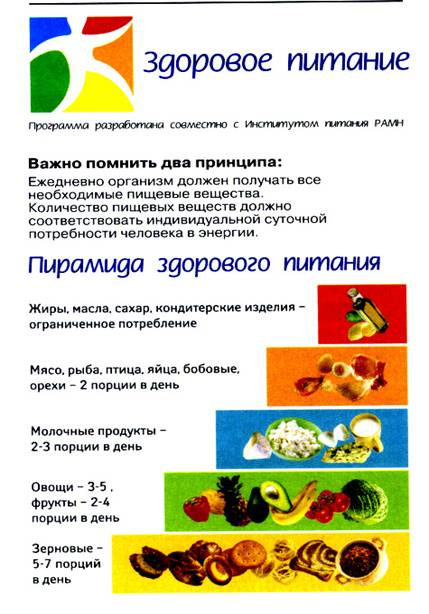 Здоровое питание
Программа разработана совместно с Институтом питания РАМН
Важно помнить два принципа:
Ежедневно организм должен получать все
необходимые пищевые вещества.
Количество пищевых веществ должно
соответствовать индивидуальной суточной
потребности человека в энергии.
Пирамида здорового питания
Жиры, масла, сахар, кондитерские изделия –
ограниченное потребление
Мясо, рыба, птица, яйца, бобовые,
орехи – 2 порции в день
Молочные продукты –
2-3 порции в день
Овощи – 3-5 ,
фрукты – 2-4
порции в день
Зерновые –
5-7 порций
в день